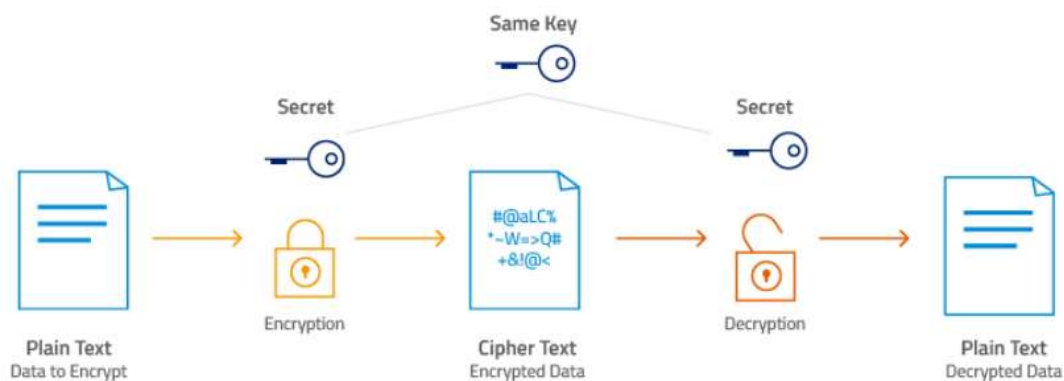 Same Key
Secret
Secret
#@aLC%
*~W=>Q#
+&!@<
Encryption
Decryption
Plain Text
Data to Encrypt
Cipher Text
Encrypted Data
Plain Text
Decrypted Data